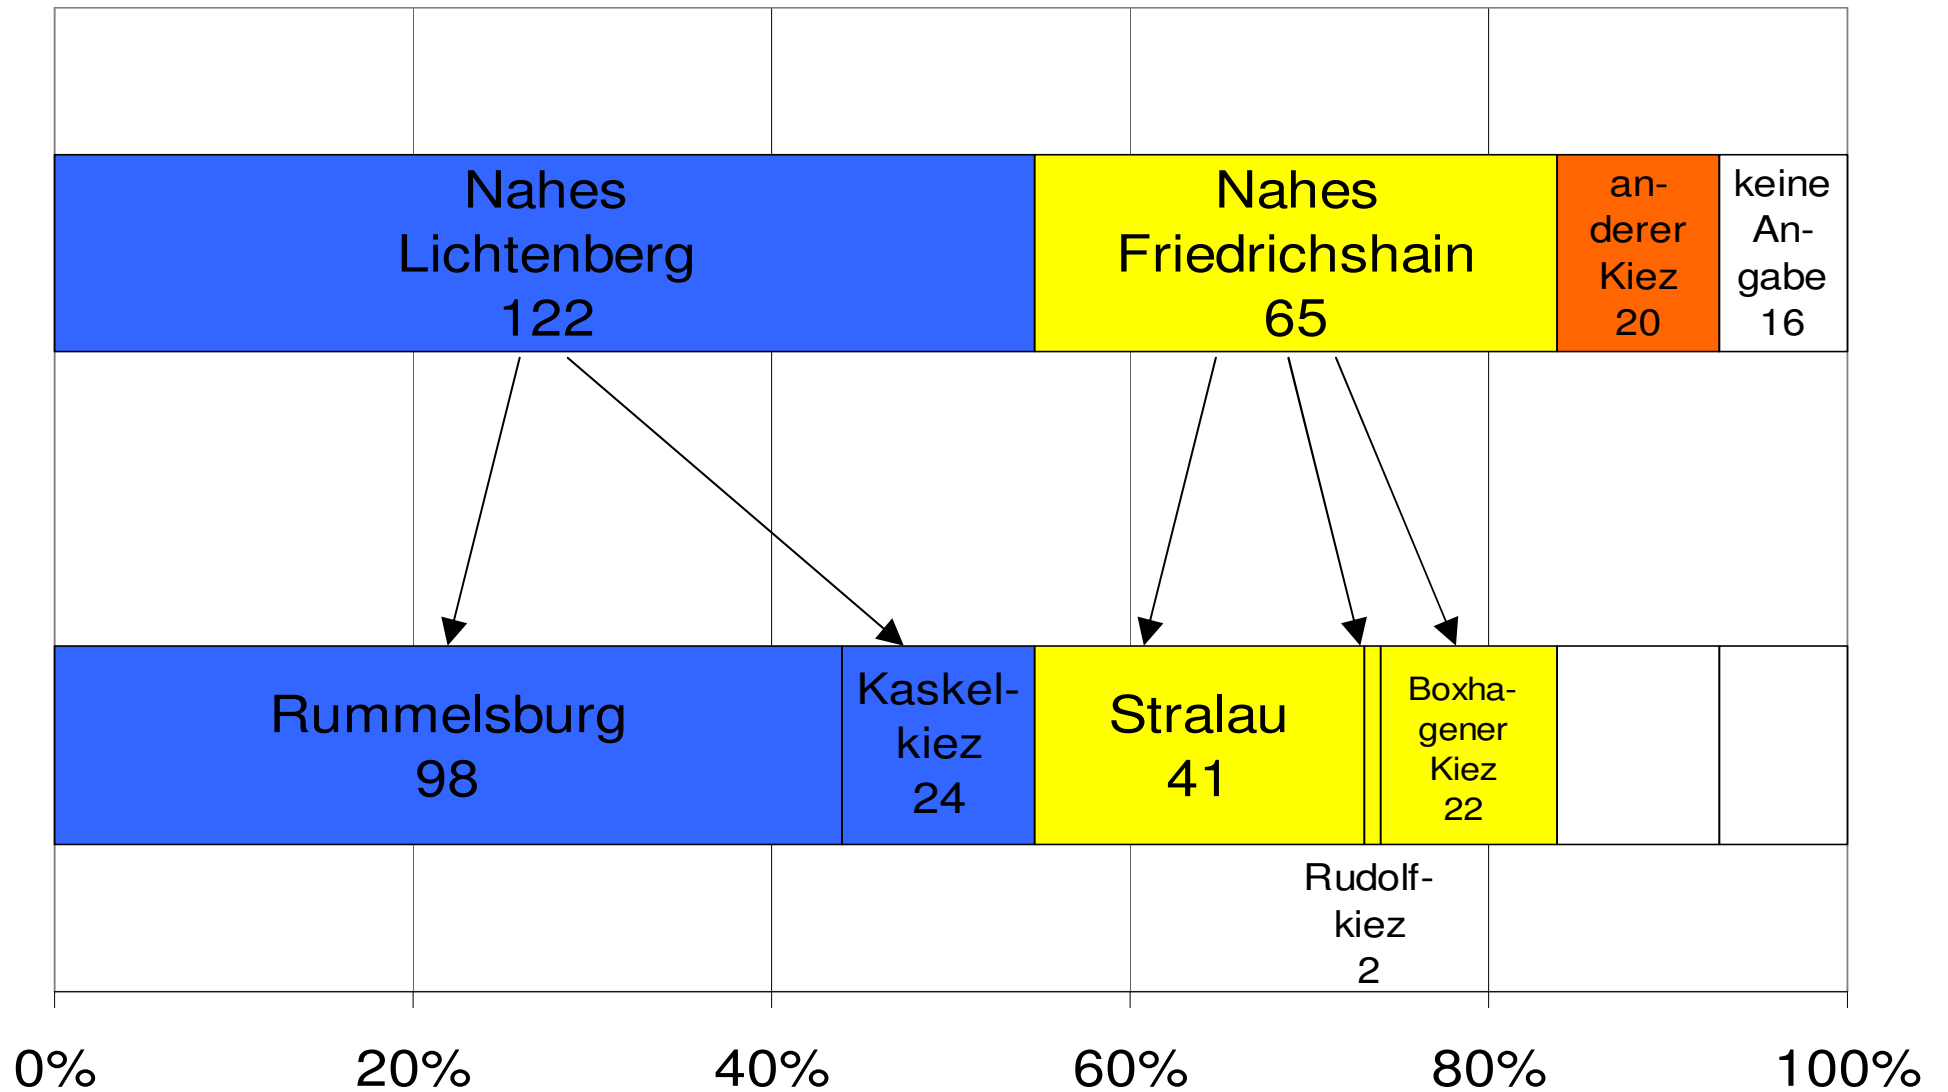 Nahes
Lichtenberg
122
Nahes
Friedrichshain
65
an-
derer
Kiez
20
keine
An-
gabe
16
Rummelsburg
98
Kaskel-
kiez
24
Stralau
41
Boxha-
gener
Kiez
22
Rudolf-
kiez
2
0% 20% 40% 60% 80% 100%